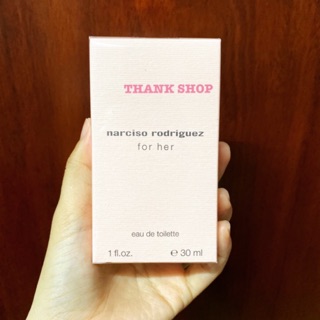 THANK SHOP
narciso rodriguez
for her
eau de toilette
1 fl.oz. ℮ 30 ml